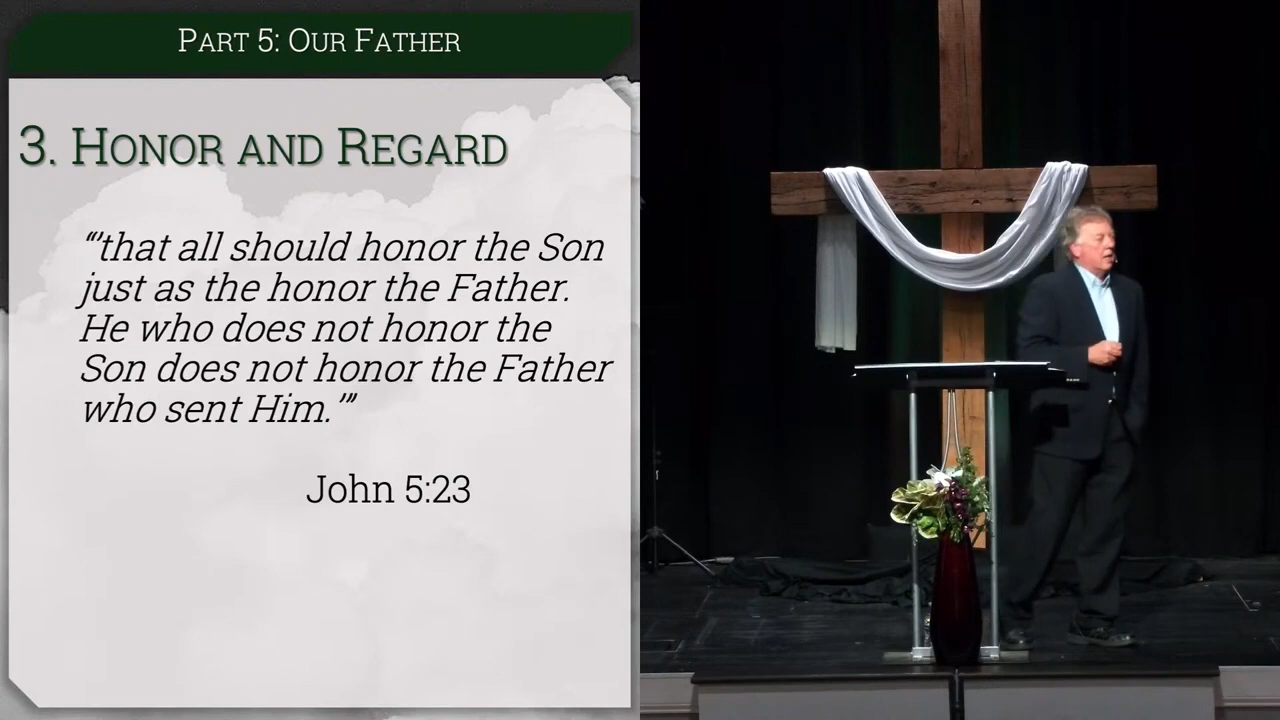 PART 5: OUR FATHER
3. HONOR AND REGARD
“‘that all should honor the Son
just as the honor the Father.
He who does not honor the
Son does not honor the Father
who sent Him.’”
John 5:23